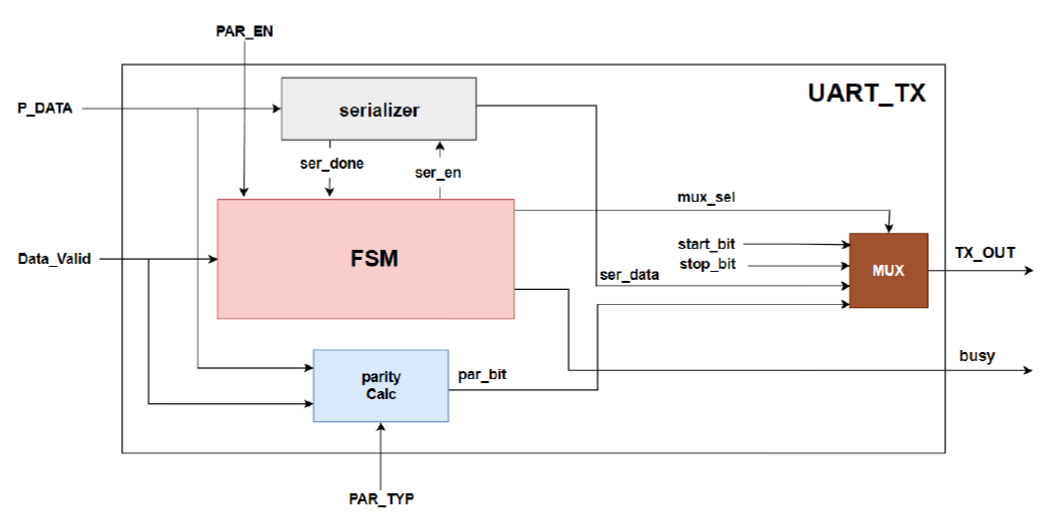 PAR_EN
UART_TX
P_DATA
serializer
ser_done
ser_en
mux_sel
FSM
start_bit
Data_Valid
stop_bit
ser_data
MUX
TX_OUT
busy
parity
Calc
par_bit
PAR_TYP